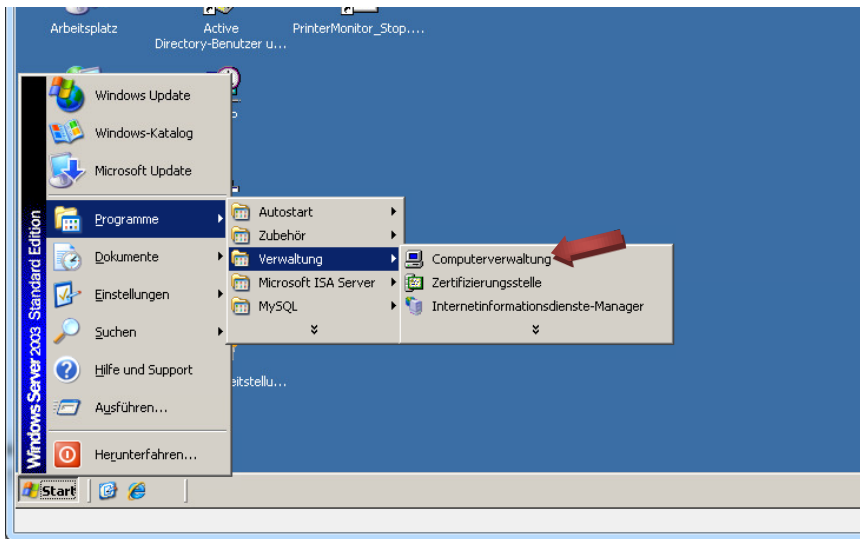 Arbeitsplatz
Active
Directory-Benutzer u...
PrinterMonitor_Stop....
Windows Update
Windows-Katalog
Microsoft Update
Programme
Dokumente
Einstellungen
Suchen
Hilfe und Support
Ausführen...
Herunterfahren...
Windows Server 2003 Standard Edition
Autostart
Zubehör
Verwaltung
Microsoft ISA Server
MySQL
Computerverwaltung
Zertifizierungsstelle
Internetinformationsdienste-Manager
eitstellu...
Start